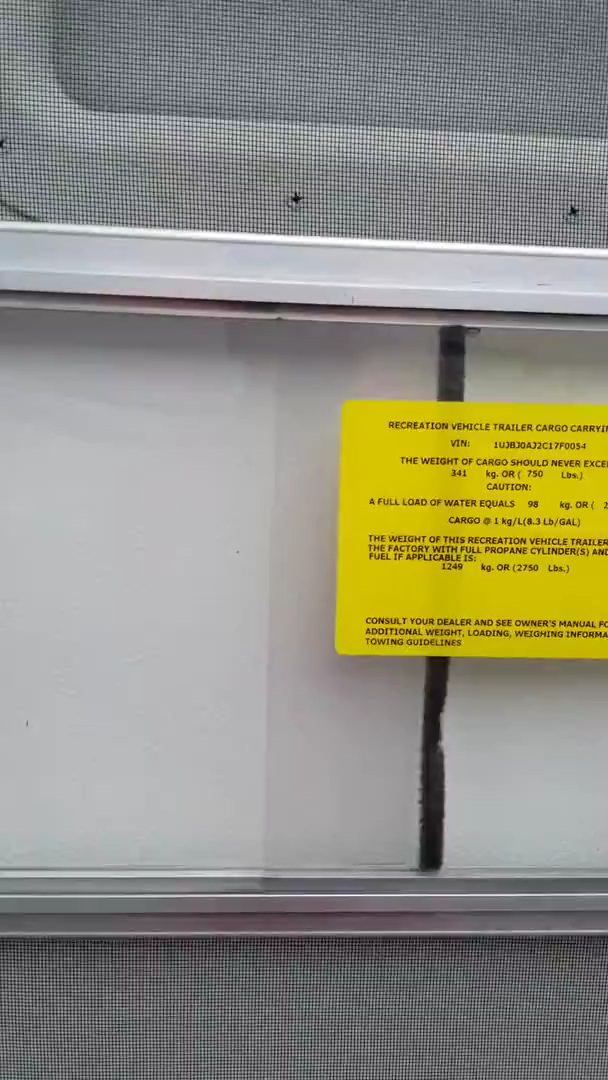 RECREATION VEHICLE TRAILER CARGO CARRYIN
VIN: 1UJBJ0AJ2C17F0054
THE WEIGHT OF CARGO SHOULD NEVER EXCE
341 kg. OR ( 750 Lbs.)
CAUTION:
A FULL LOAD OF WATER EQUALS 98 kg. OR ( 2
CARGO @ 1 kg/L(8.3 Lb/GAL)
THE WEIGHT OF THIS RECREATION VEHICLE TRAILER
THE FACTORY WITH FULL PROPANE CYLINDER(S) AND
FUEL IF APPLICABLE IS:
1249 kg. OR (2750 Lbs.)
CONSULT YOUR DEALER AND SEE OWNER'S MANUAL FO
ADDITIONAL WEIGHT, LOADING, WEIGHING INFORMA
TOWING GUIDELINES